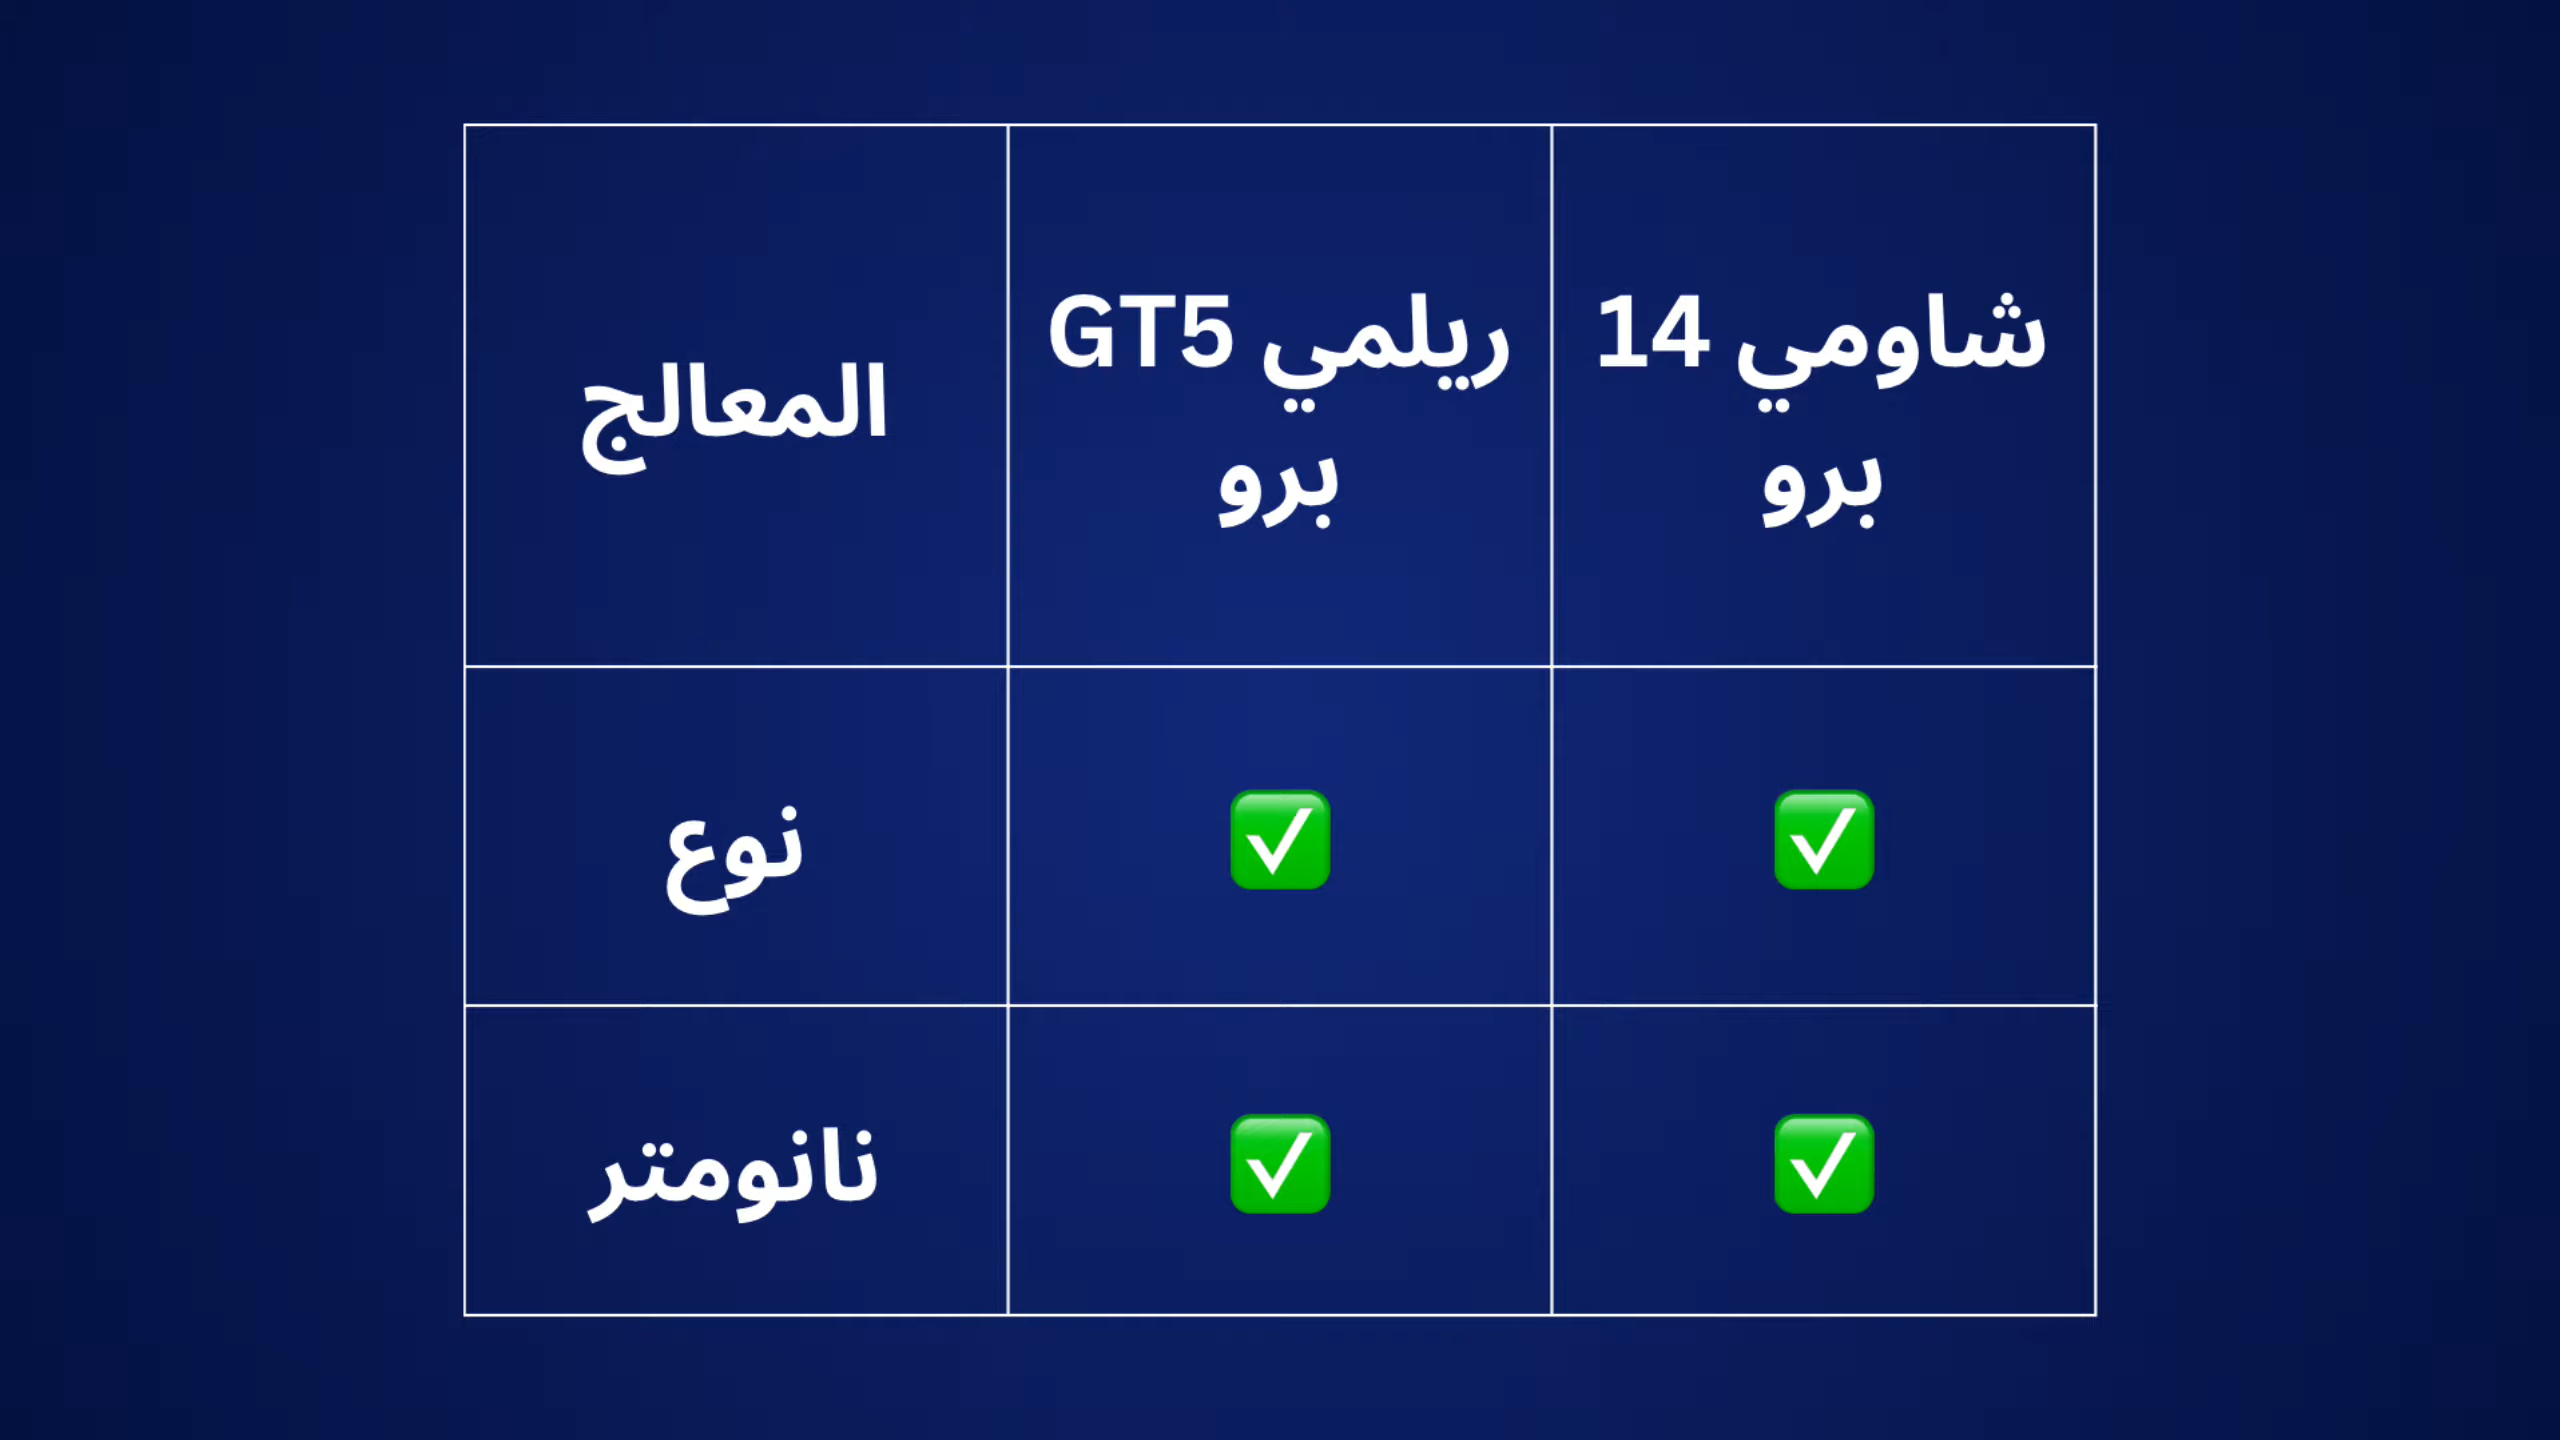 شاومي 14
برو
ريلمي GT5
برو
المعالج
✅
✅
نوع
✅
✅
نانومتر